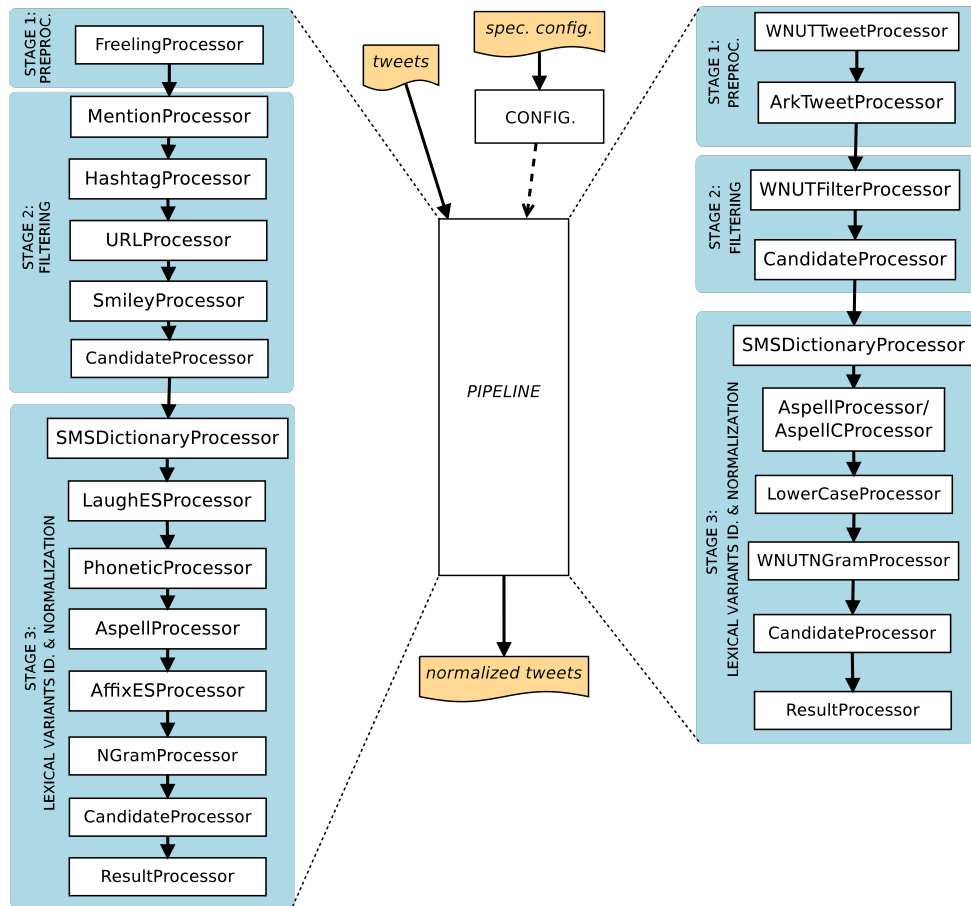 STAGE 1:
PREPROC.
FreelingProcessor
STAGE 2:
FILTERING
MentionProcessor
HashtagProcessor
URLProcessor
SmileyProcessor
CandidateProcessor
STAGE 3:
LEXICAL VARIANTS ID. & NORMALIZATION
SMSDictionaryProcessor
LaughESProcessor
PhoneticProcessor
AspellProcessor
AffixESProcessor
NGramProcessor
CandidateProcessor
ResultProcessor
tweets
spec. config.
CONFIG.
PIPELINE
normalized tweets
STAGE 1:
PREPROC.
WNUTTweetProcessor
ArkTweetProcessor
STAGE 2:
FILTERING
WNUTFilterProcessor
CandidateProcessor
STAGE 3:
LEXICAL VARIANTS ID. & NORMALIZATION
SMSDictionaryProcessor
AspellProcessor/
AspellCProcessor
LowerCaseProcessor
WNUTNGramProcessor
CandidateProcessor
ResultProcessor